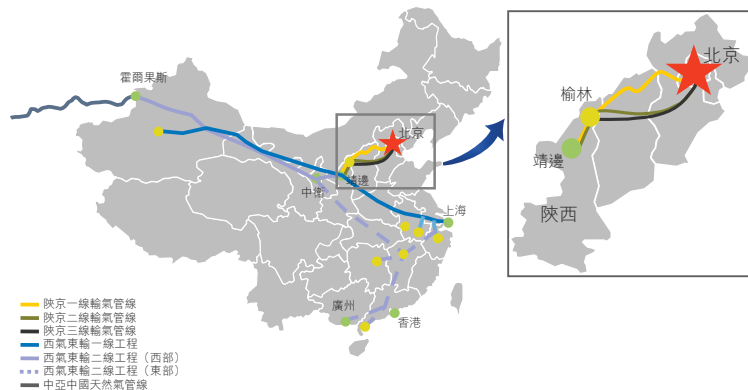 霍爾果斯
北京
靖邊
中衛
上海
廣州
香港
陝京一線輸氣管線
陝京二線輸氣管線
陝京三線輸氣管線
西氣東輸一線工程
西氣東輸二線工程（西部）
西氣東輸二線工程（東部）
中亞中國天然氣管線
北京
榆林
靖邊
陝西